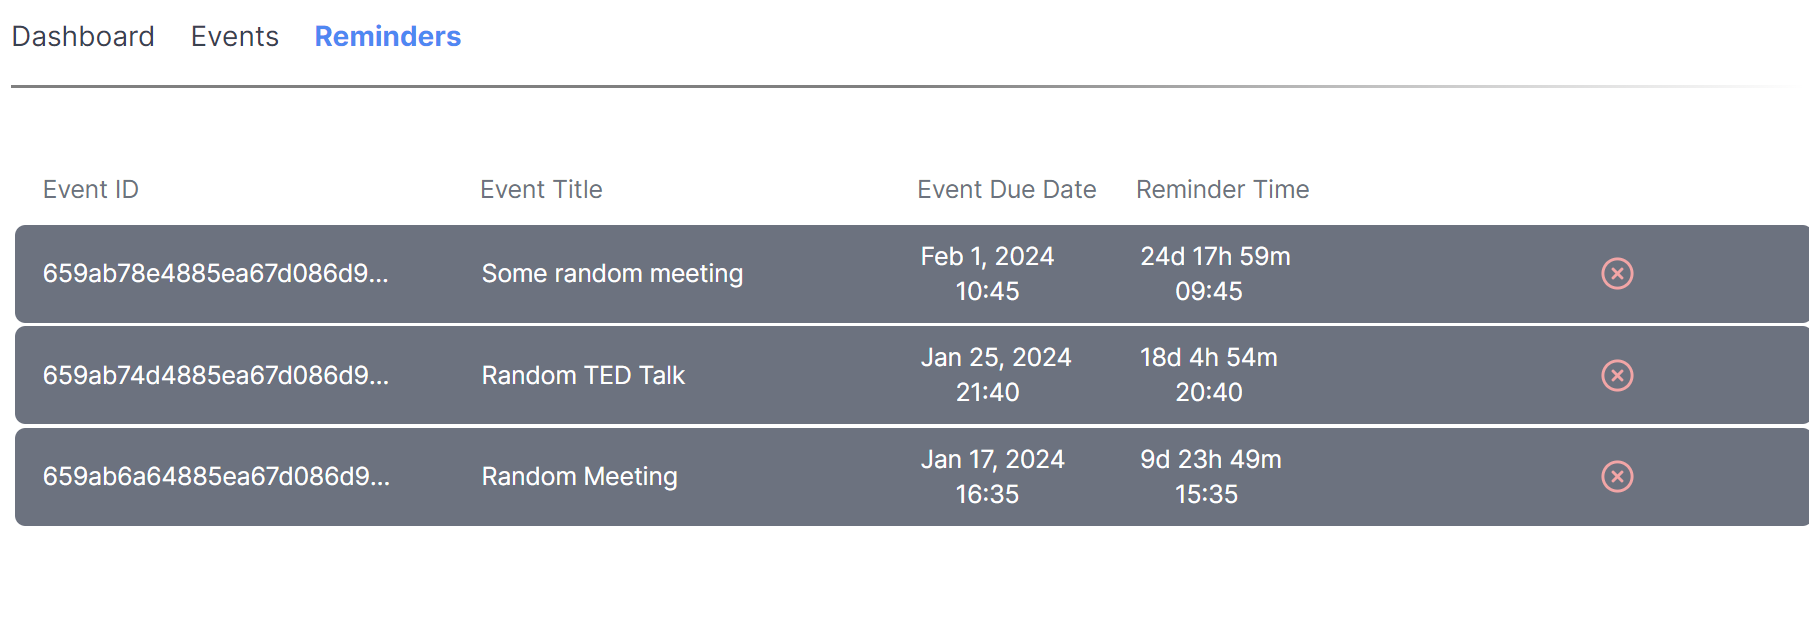 Dashboard Events Reminders
Event ID Event Title Event Due Date Reminder Time
659ab78e4885ea67d086d9... Some random meeting Feb 1, 2024 24d 17h 59m
10:45 09:45
659ab74d4885ea67d086d9... Random TED Talk Jan 25, 2024 18d 4h 54m
21:40 20:40
659ab6a64885ea67d086d9... Random Meeting Jan 17, 2024 9d 23h 49m
16:35 15:35